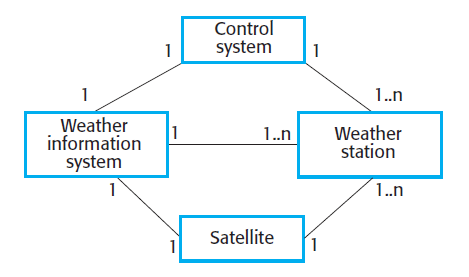 Control
system
1
1
1
1..n
Weather
information
system
1
1..n
Weather
station
1
1..n
Satellite
1
1